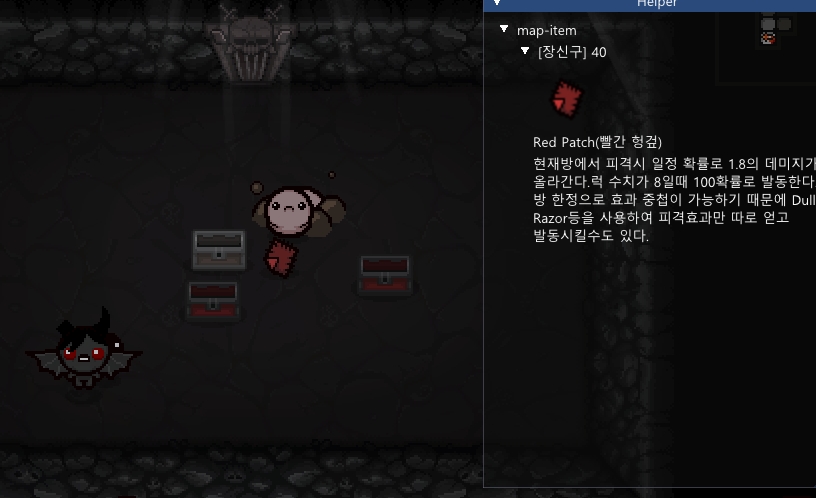 Helper
map-item
[장신구] 40
Red Patch(빨간 헝겊)
현재방에서 피격시 일정 확률로 1.8의 데미지가
올라간다.럭 수치가 8일때 100확률로 발동한다.
방 한정으로 효과 중첩이 가능하기 때문에 Dull
Razor등을 사용하여 피격효과만 따로 얻고
발동시킬수도 있다.